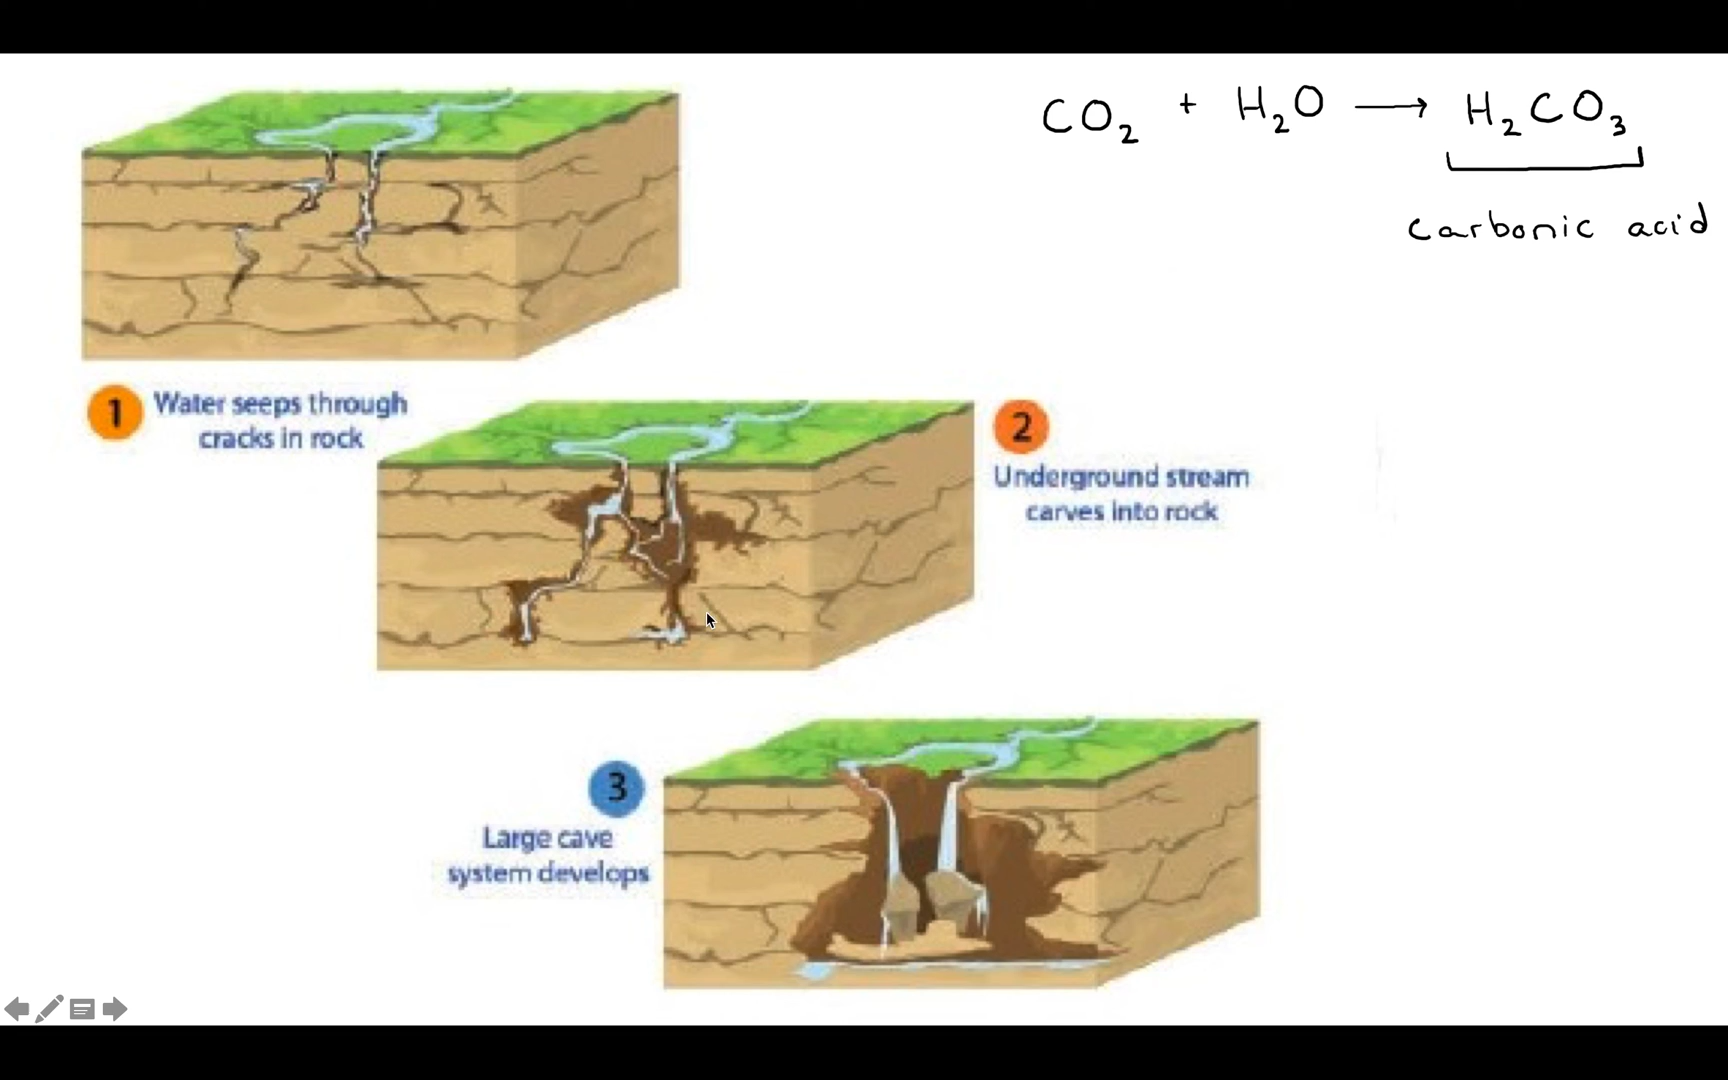 CO₂ + H₂O → H₂CO₃
carbonic acid
1
Water seeps through
cracks in rock
2
Underground stream
carves into rock
3
Large cave
system develops